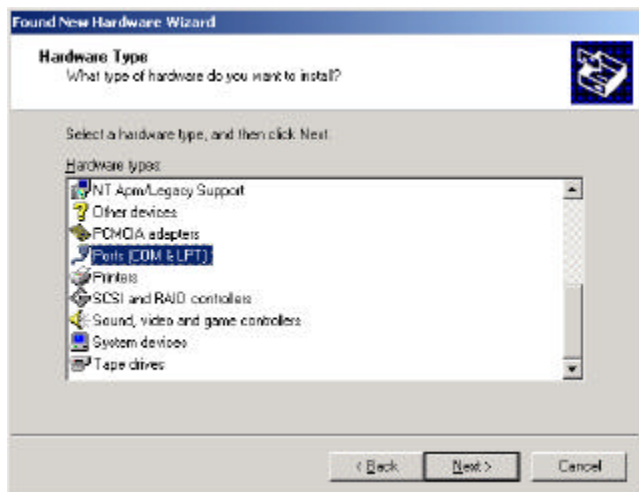 Found New Hardware Wizard
Hardware Type
What type of hardware do you want to install?
Select a hardware type, and then click Next.
Hardware types:
NT Apm/Legacy Support
Other devices
PCMCIA adapters
Ports (COM & LPT)
Printers
SCSI and RAID controllers
Sound, video and game controllers
System devices
Tape drives
< Back
Next >
Cancel